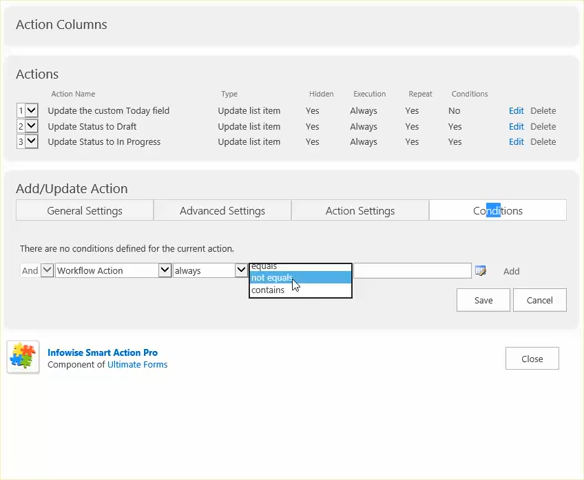 Action Columns
Actions
Action Name Type Hidden Execution Repeat Conditions
1 Update the custom Today field Update list item Yes Always Yes No Edit Delete
2 Update Status to Draft Update list item Yes Always Yes Yes Edit Delete
3 Update Status to In Progress Update list item Yes Always Yes Yes Edit Delete
Add/Update Action
General Settings Advanced Settings Action Settings Conditions
There are no conditions defined for the current action.
equals
And Workflow Action always not equals Add
contains
Save Cancel
Infowise Smart Action Pro
Component of Ultimate Forms
Close